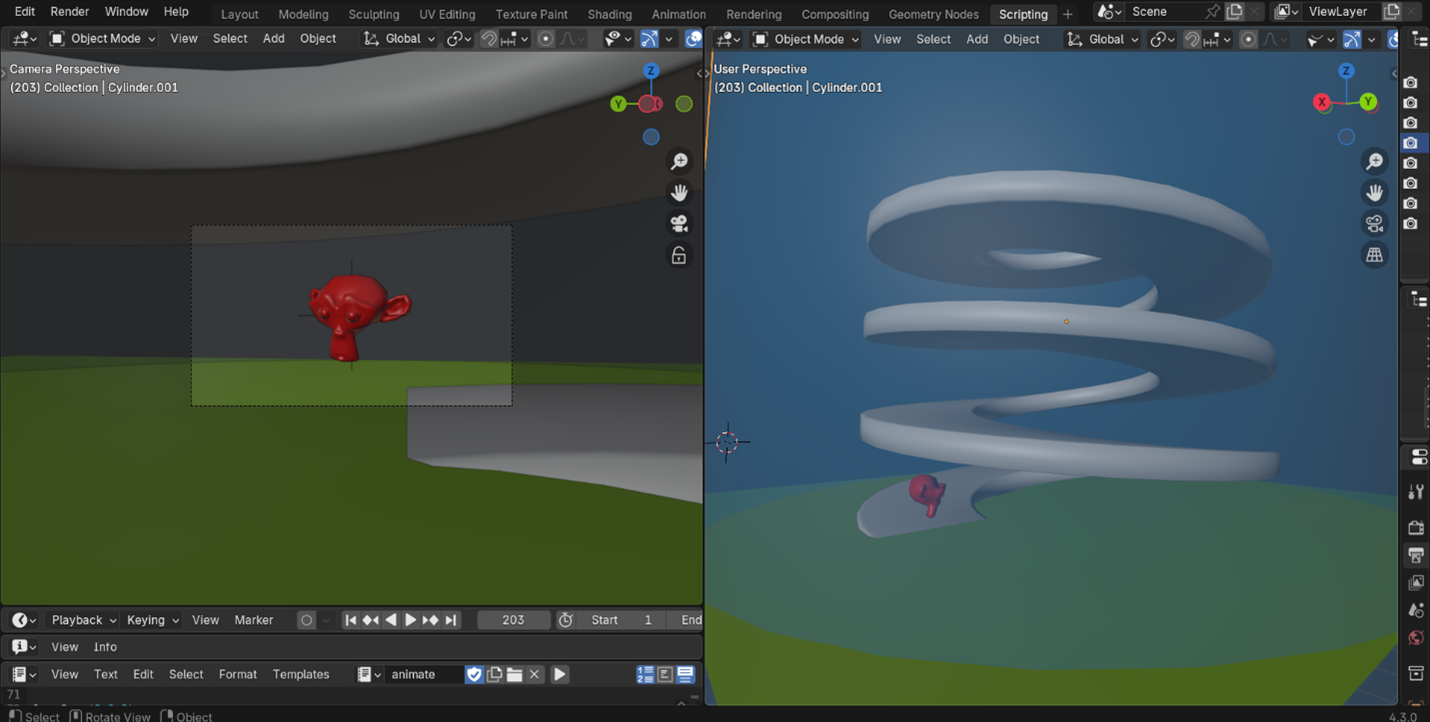 Edit Render Window Help Layout Modeling Sculpting UV Editing Texture Paint Shading Animation Rendering Compositing Geometry Nodes Scripting + Scene ViewLayer
Object Mode View Select Add Object Global
Object Mode View Select Add Object Global
Camera Perspective
(203) Collection | Cylinder.001
Z
Y
User Perspective
(203) Collection | Cylinder.001
Z
X
Y
Playback Keying View Marker 203 Start 1 End
View Info
View Text Edit Select Format Templates animate
71
Select Rotate View Object 4.3.0